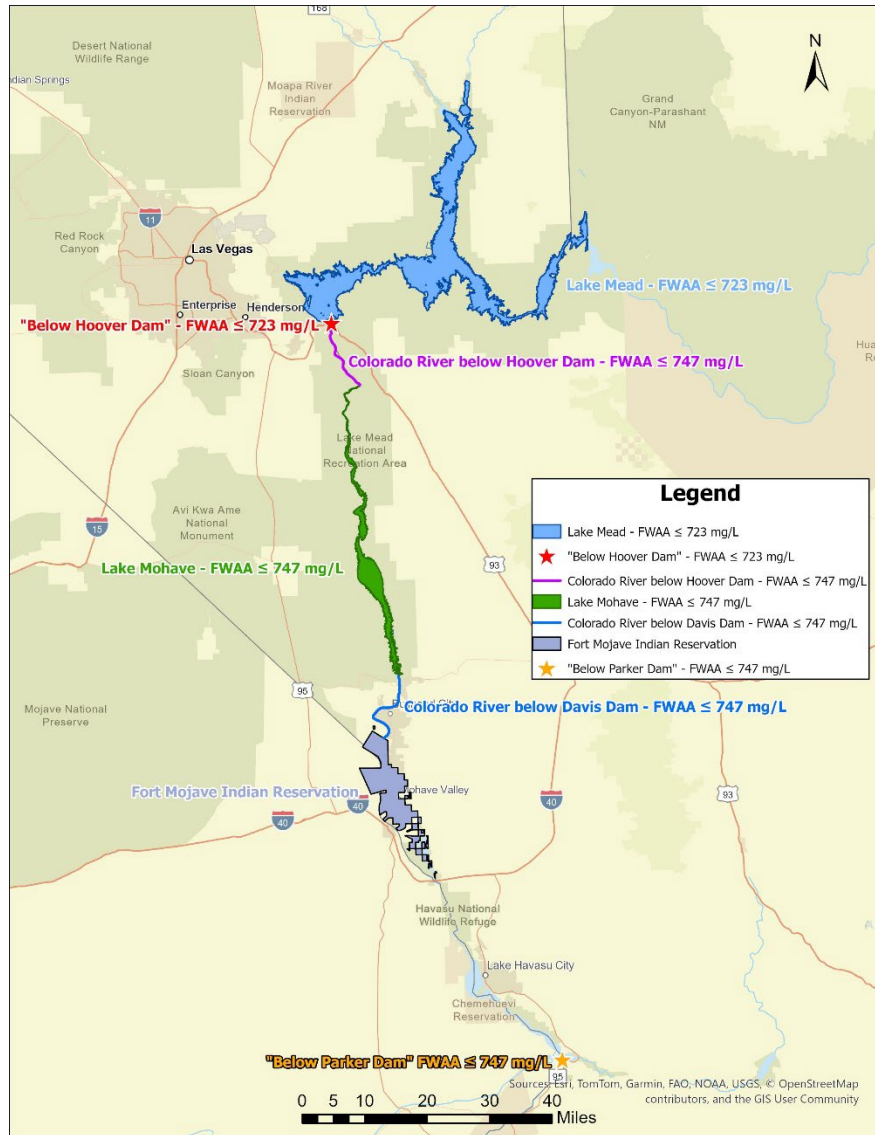 168
Desert National
Wildlife Range
ndian Springs
Moapa River
Indian
Reservation
N
Grand
Canyon-Parashant
NM
11
Red Rock
Canyon
Las Vegas
Lake Mead - FWAA ≤ 723 mg/L
Enterprise
Henderson
"Below Hoover Dam" - FWAA ≤ 723 mg/L
Hua
Re
Colorado River below Hoover Dam - FWAA ≤ 747 mg/L
Sloan Canyon
Lake Mead
National
Recreation Area
Avi Kwa Ame
National
Monument
15
93
Lake Mohave - FWAA ≤ 747 mg/L
Legend
Lake Mead - FWAA ≤ 723 mg/L
"Below Hoover Dam" - FWAA ≤ 723 mg/L
Colorado River below Hoover Dam - FWAA ≤ 747 mg/L
Lake Mohave - FWAA ≤ 747 mg/L
Colorado River below Davis Dam - FWAA ≤ 747 mg/L
Fort Mojave Indian Reservation
"Below Parker Dam" - FWAA ≤ 747 mg/L
95
Mojave National
Preserve
Colorado River below Davis Dam - FWAA ≤ 747 mg/L
Fort Mojave Indian Reservation
ohave Valley
40
40
40
93
Havasu National
Wildlife Refuge
Lake Havasu City
Chemehuevi
Reservation
"Below Parker Dam" FWAA ≤ 747 mg/L
95
Sources: Esri, TomTom, Garmin, FAO, NOAA, USGS, © OpenStreetMap
contributors, and the GIS User Community
0 5 10 20 30 40
Miles